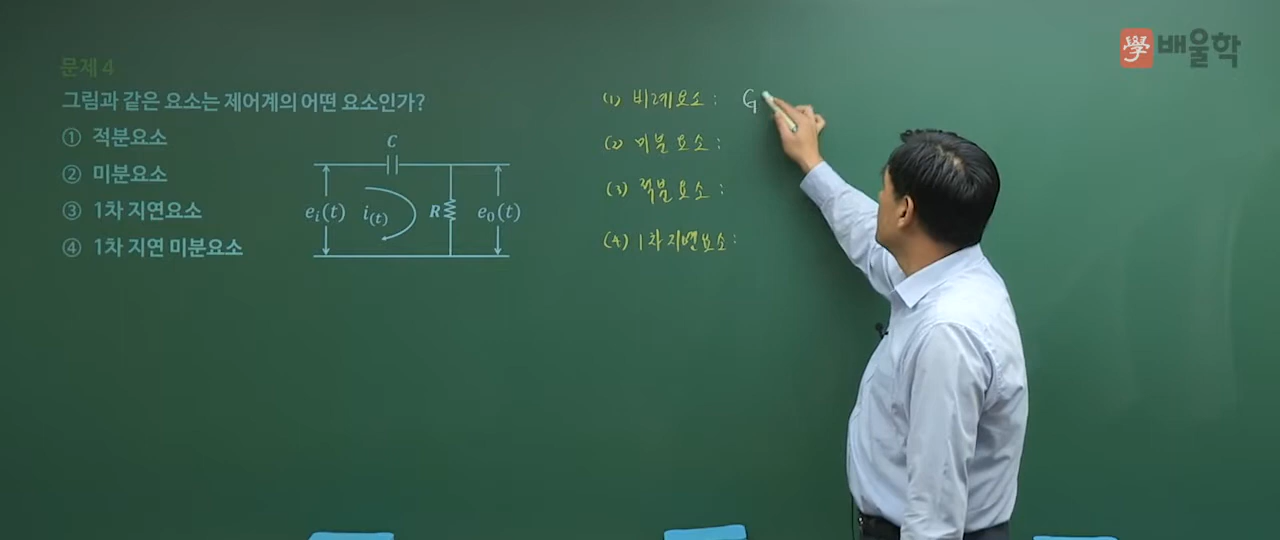 문제 4
그림과 같은 요소는 제어계의 어떤 요소인가?
① 적분요소
② 미분요소
③ 1차 지연요소
④ 1차 지연 미분요소
C
eᵢ(t) i₍t₎ R e₀(t)
(1) 비례요소 : G
(2) 미분요소 :
(3) 적분요소 :
(4) 1차지연요소 :
學 배울학